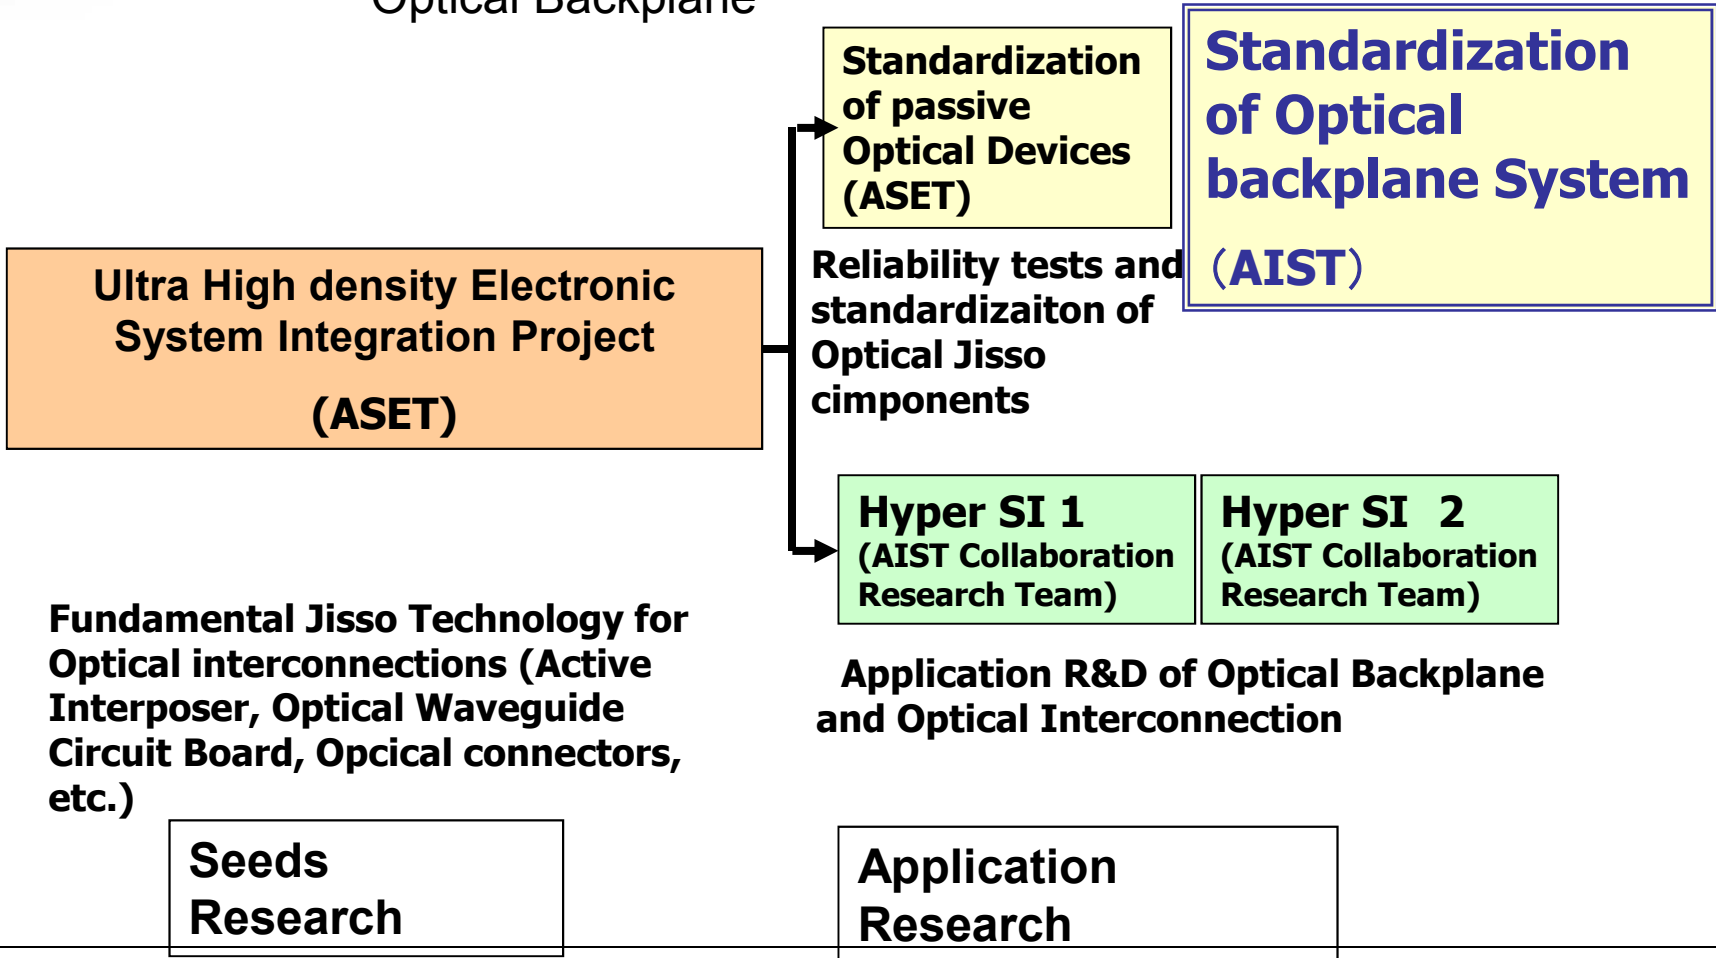 Optical Backplane
Standardization
of passive
Optical Devices
(ASET)
Standardization
of Optical
backplane System
（AIST）
Ultra High density Electronic
System Integration Project
(ASET)
Reliability tests and
standardizaiton of
Optical Jisso
cimponents
Hyper SI 1
(AIST Collaboration
Research Team)
Hyper SI 2
(AIST Collaboration
Research Team)
Fundamental Jisso Technology for
Optical interconnections (Active
Interposer, Optical Waveguide
Circuit Board, Opcical connectors,
etc.)
Application R&D of Optical Backplane
and Optical Interconnection
Seeds
Research
Application
Research